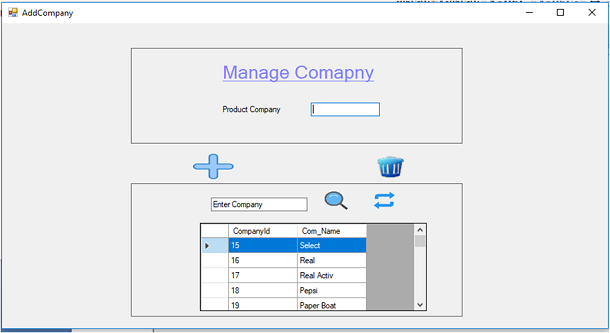 AddCompany
Manage Comapny
Product Company
Enter Company
CompanyId Com_Name
15 Select
16 Real
17 Real Activ
18 Pepsi
19 Paper Boat